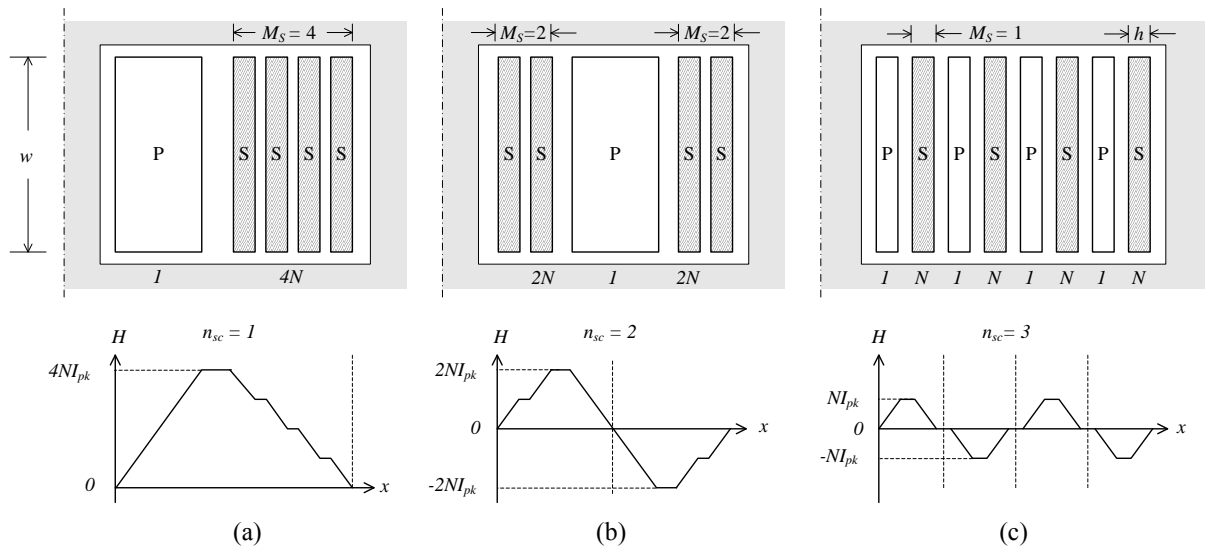 M_S = 4
w
P S S S S
1 4N
H n_sc = 1
4NI_pk
0 x
(a)
M_S=2 M_S=2
S S P S S
2N 1 2N
H n_sc = 2
2NI_pk
0 x
-2NI_pk
(b)
M_S = 1 h
P S P S P S P S
1 N 1 N 1 N 1 N
H n_sc = 3
NI_pk
0 x
-NI_pk
(c)